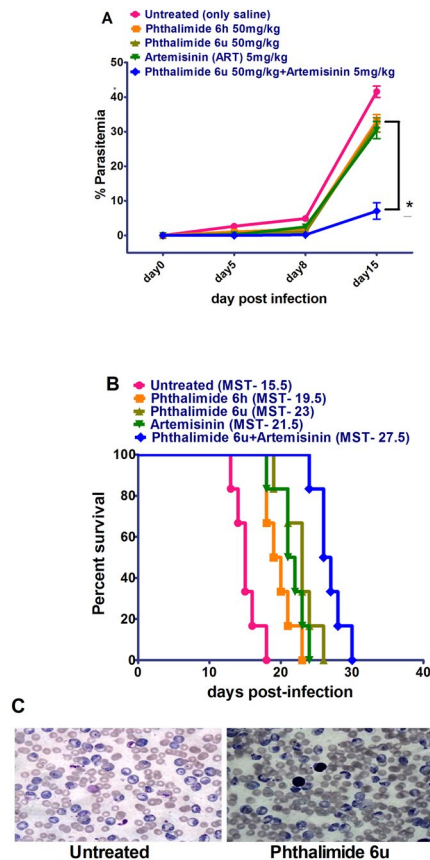 A
Untreated (only saline)
Phthalimide 6h 50mg/kg
Phthalimide 6u 50mg/kg
Artemisinin (ART) 5mg/kg
Phthalimide 6u 50mg/kg+Artemisinin 5mg/kg
% Parasitemia
50
40
30
20
10
0
*
day0
day5
day8
day15
day post infection
B
Untreated (MST- 15.5)
Phthalimide 6h (MST- 19.5)
Phthalimide 6u (MST- 23)
Artemisinin (MST- 21.5)
Phthalimide 6u+Artemisinin (MST- 27.5)
Percent survival
100
80
60
40
20
0
0 10 20 30 40
days post-infection
C
Untreated Phthalimide 6u